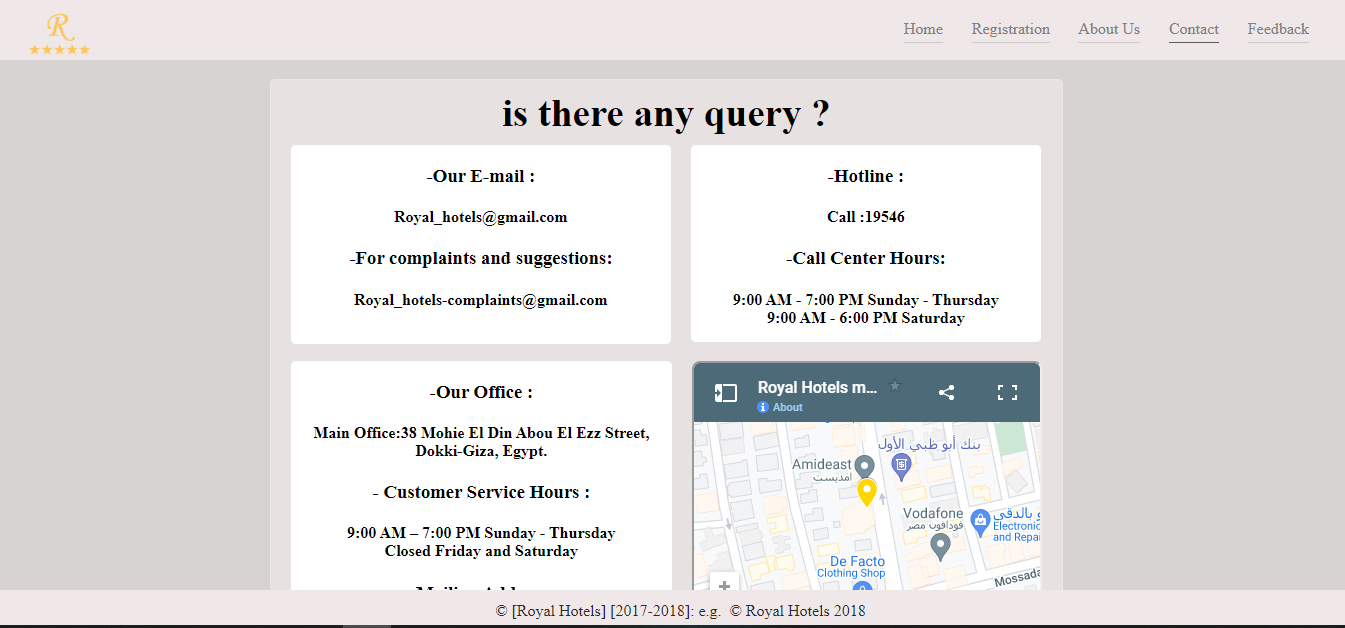 R
Home Registration About Us Contact Feedback
is there any query ?
-Our E-mail :
Royal_hotels@gmail.com
-For complaints and suggestions:
Royal_hotels-complaints@gmail.com
-Hotline :
Call :19546
-Call Center Hours:
9:00 AM - 7:00 PM Sunday - Thursday
9:00 AM - 6:00 PM Saturday
-Our Office :
Main Office:38 Mohie El Din Abou El Ezz Street,
Dokki-Giza, Egypt.
- Customer Service Hours :
9:00 AM – 7:00 PM Sunday - Thursday
Closed Friday and Saturday
Royal Hotels m...
About
بنك أبو ظبي الأول
Amideast
امديست
Vodafone
فودافون مصر
و بالدقي
Electronic
and Repa
De Facto
Clothing Shop
Mossada
© [Royal Hotels] [2017-2018]: e.g. © Royal Hotels 2018